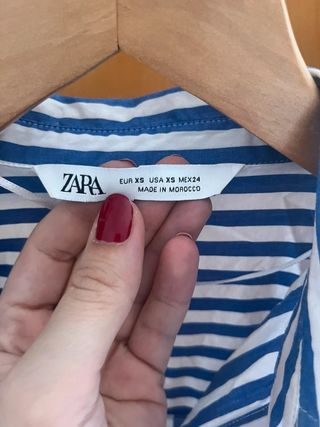 ZARA
EUR XS USA XS MEX 24
MADE IN MOROCCO